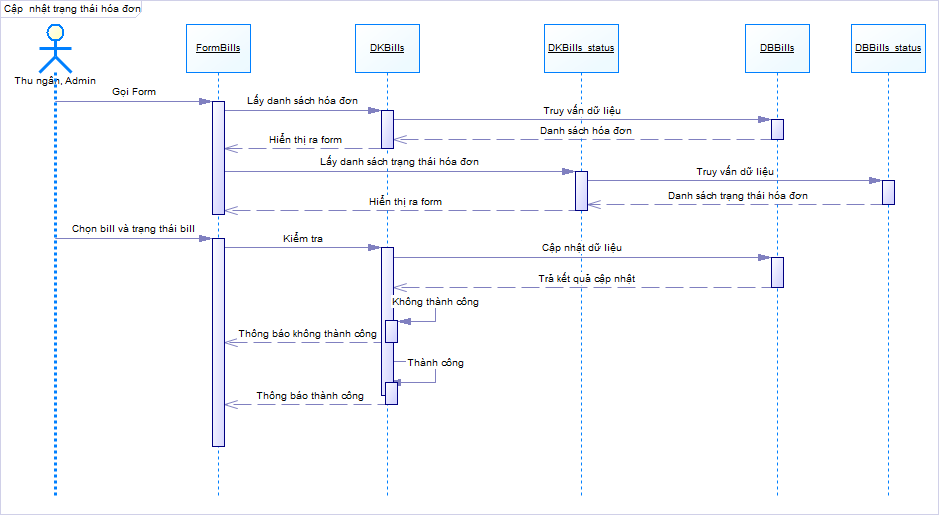 Cập nhật trạng thái hóa đơn
FormBills
DKBills
DKBills_status
DBBills
DBBills_status
Thu ngân, Admin
Gọi Form
Lấy danh sách hóa đơn
Truy vấn dữ liệu
Danh sách hóa đơn
Hiển thị ra form
Lấy danh sách trạng thái hóa đơn
Truy vấn dữ liệu
Danh sách trạng thái hóa đơn
Hiển thị ra form
Chọn bill và trạng thái bill
Kiểm tra
Cập nhật dữ liệu
Trả kết quả cập nhật
Không thành công
Thông báo không thành công
Thành công
Thông báo thành công